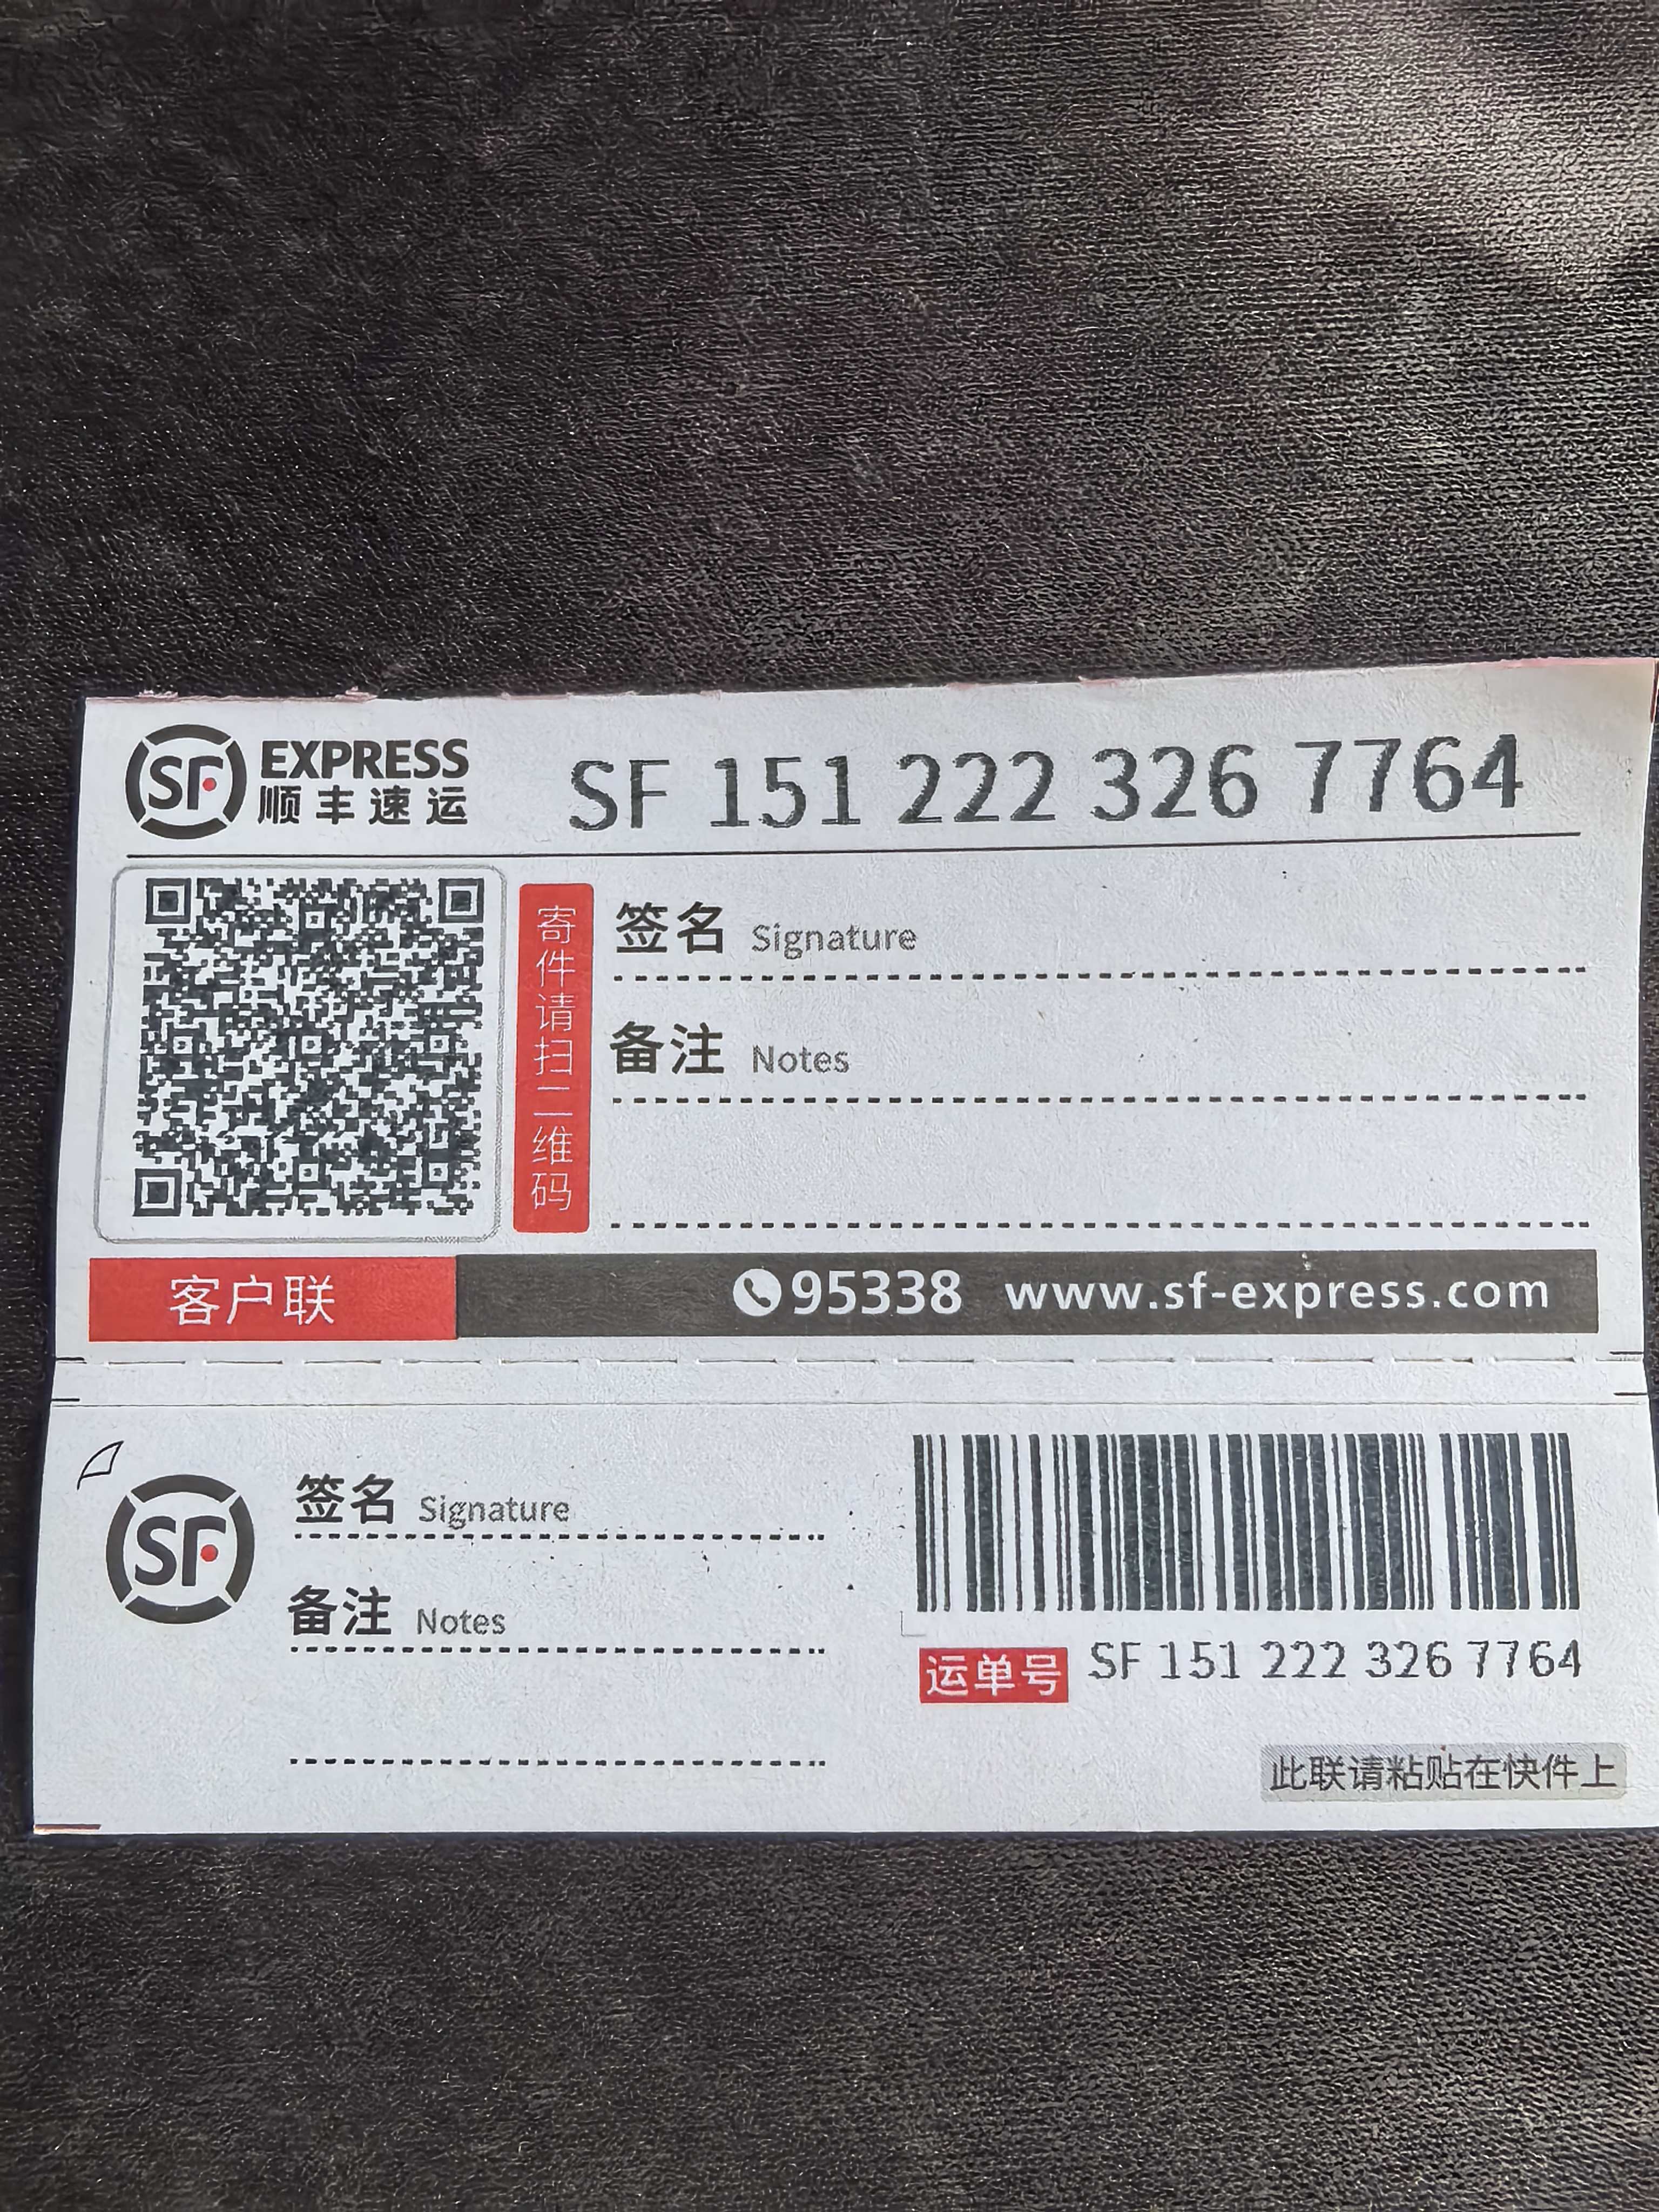 SF EXPRESS
顺丰速运
SF 151 222 326 7764
寄件请扫二维码
签名 Signature
备注 Notes
客户联
95338 www.sf-express.com
SF
签名 Signature
备注 Notes
运单号 SF 151 222 326 7764
此联请粘贴在快件上